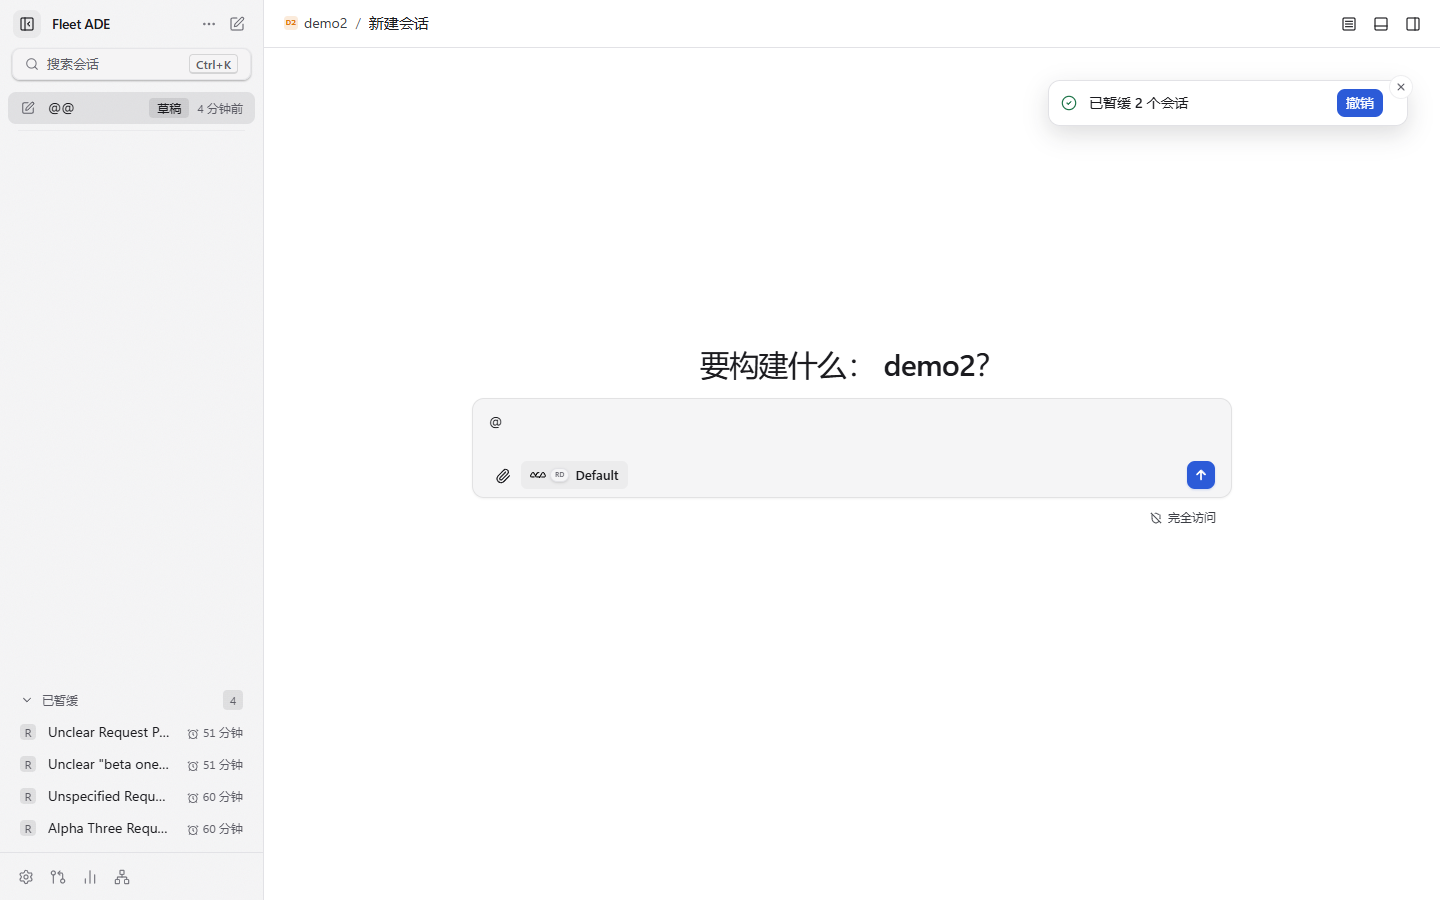 Fleet ADE
搜索会话 Ctrl+K
@@ 草稿 4 分钟前
已暂缓 4
R Unclear Request P... 51 分钟
R Unclear "beta one... 51 分钟
R Unspecified Requ... 60 分钟
R Alpha Three Requ... 60 分钟
D2 demo2 / 新建会话
已暂缓 2 个会话 撤销
要构建什么： demo2？
@
RD Default
完全访问